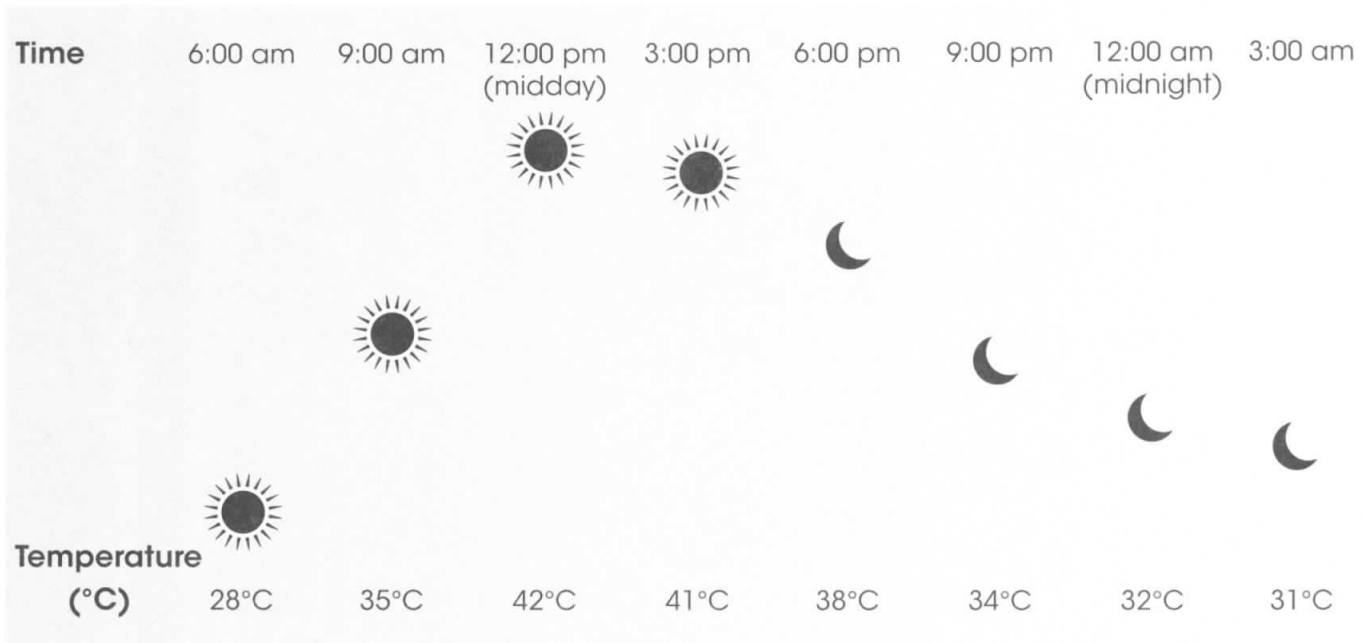 Time 6:00 am 9:00 am 12:00 pm 3:00 pm 6:00 pm 9:00 pm 12:00 am 3:00 am
(midday) (midnight)
Temperature
(°C) 28°C 35°C 42°C 41°C 38°C 34°C 32°C 31°C